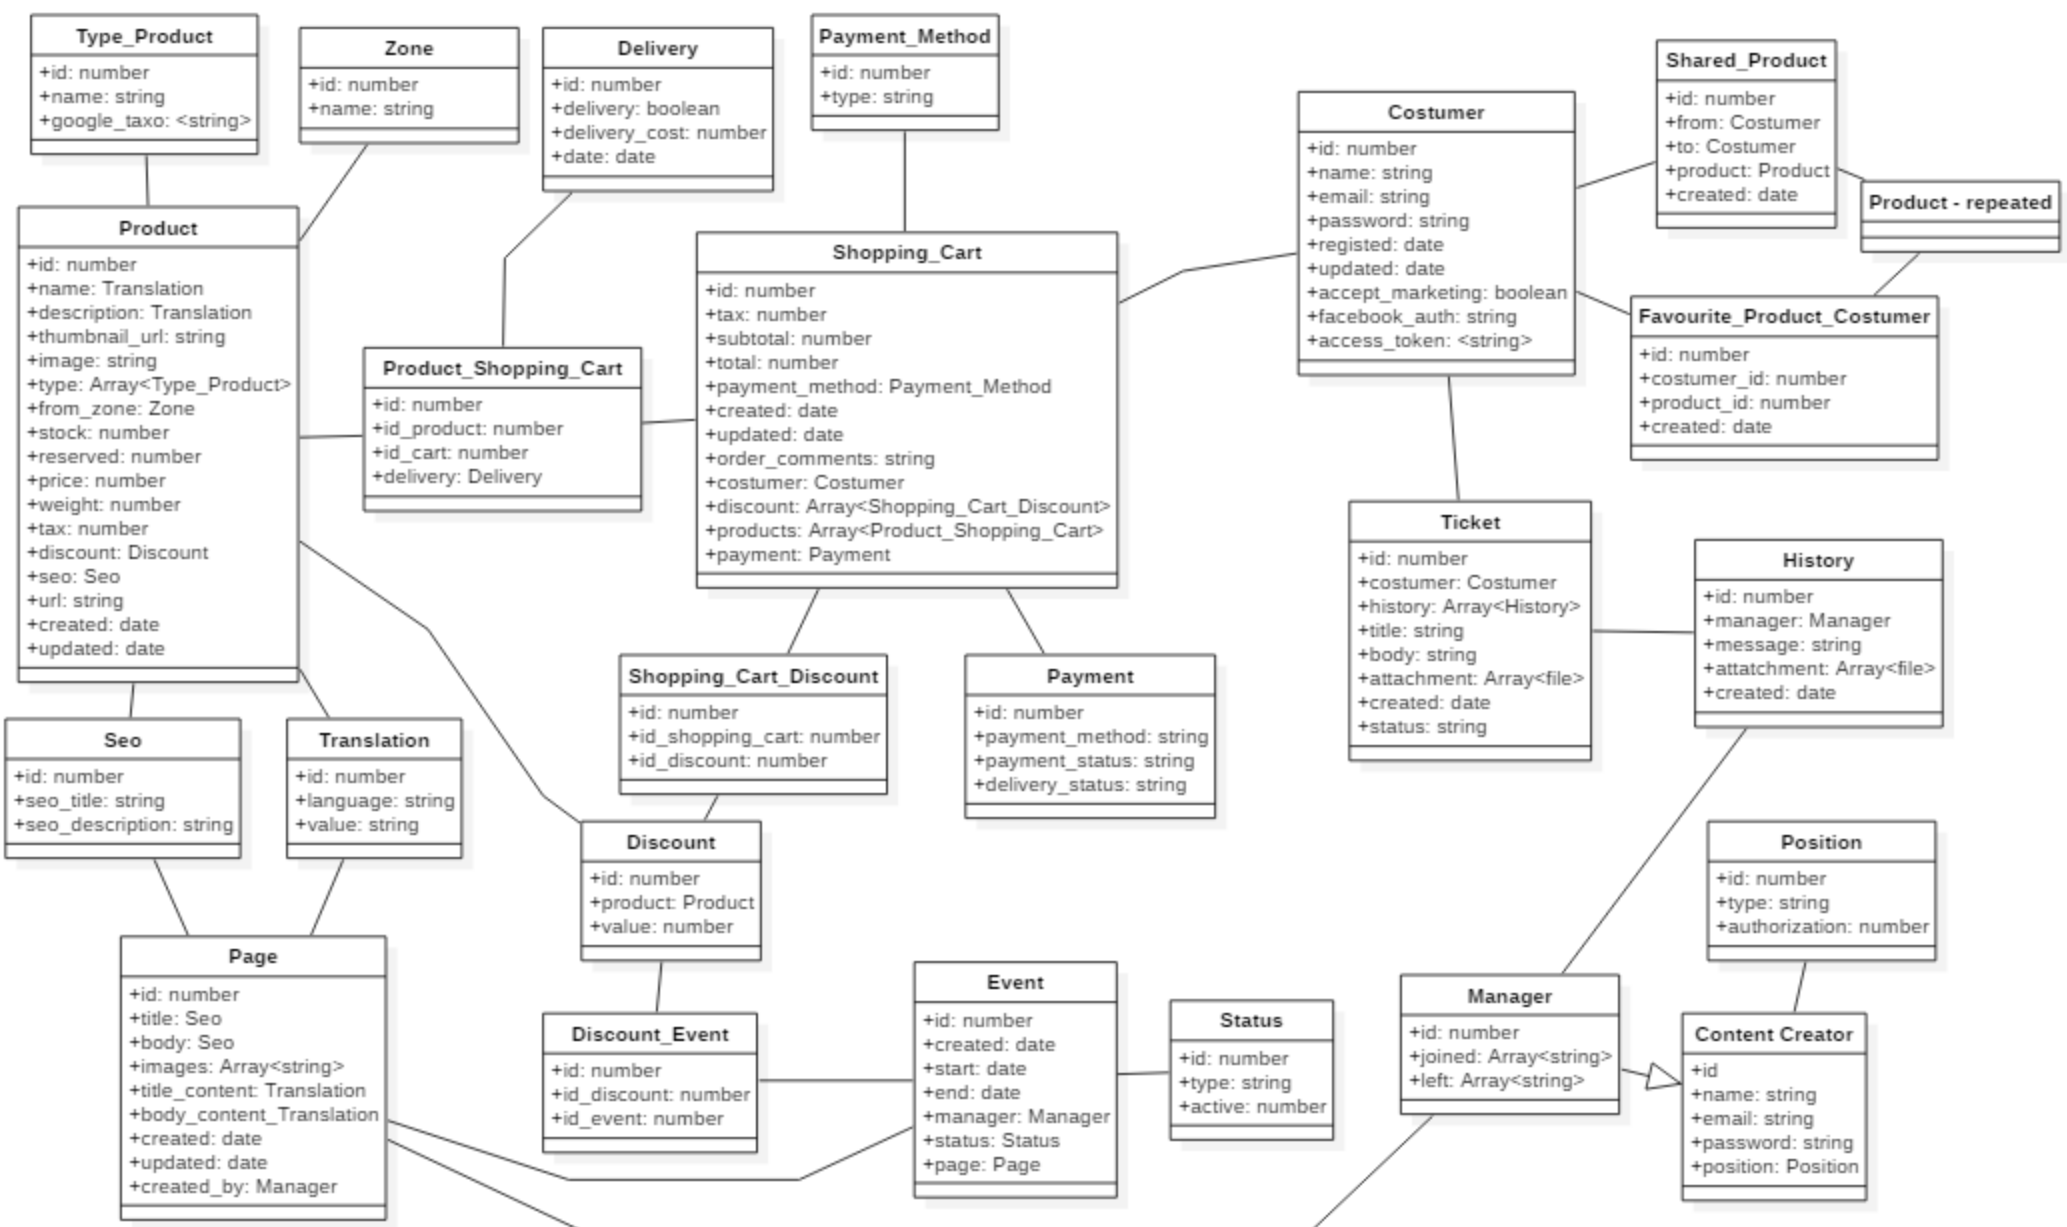 Type_Product
+id: number
+name: string
+google_taxo: <string>
Zone
+id: number
+name: string
Delivery
+id: number
+delivery: boolean
+delivery_cost: number
+date: date
Payment_Method
+id: number
+type: string
Costumer
+id: number
+name: string
+email: string
+password: string
+registed: date
+updated: date
+accept_marketing: boolean
+facebook_auth: string
+access_token: <string>
Shared_Product
+id: number
+from: Costumer
+to: Costumer
+product: Product
+created: date
Product - repeated
Product
+id: number
+name: Translation
+description: Translation
+thumbnail_url: string
+image: string
+type: Array<Type_Product>
+from_zone: Zone
+stock: number
+reserved: number
+price: number
+weight: number
+tax: number
+discount: Discount
+seo: Seo
+url: string
+created: date
+updated: date
Product_Shopping_Cart
+id: number
+id_product: number
+id_cart: number
+delivery: Delivery
Shopping_Cart
+id: number
+tax: number
+subtotal: number
+total: number
+payment_method: Payment_Method
+created: date
+updated: date
+order_comments: string
+costumer: Costumer
+discount: Array<Shopping_Cart_Discount>
+products: Array<Product_Shopping_Cart>
+payment: Payment
Favourite_Product_Costumer
+id: number
+costumer_id: number
+product_id: number
+created: date
Ticket
+id: number
+costumer: Costumer
+history: Array<History>
+title: string
+body: string
+attachment: Array<file>
+created: date
+status: string
History
+id: number
+manager: Manager
+message: string
+attatchment: Array<file>
+created: date
Seo
+id: number
+seo_title: string
+seo_description: string
Translation
+id: number
+language: string
+value: string
Shopping_Cart_Discount
+id: number
+id_shopping_cart: number
+id_discount: number
Payment
+id: number
+payment_method: string
+payment_status: string
+delivery_status: string
Discount
+id: number
+product: Product
+value: number
Position
+id: number
+type: string
+authorization: number
Page
+id: number
+title: Seo
+body: Seo
+images: Array<string>
+title_content: Translation
+body_content_Translation
+created: date
+updated: date
+created_by: Manager
Discount_Event
+id: number
+id_discount: number
+id_event: number
Event
+id: number
+created: date
+start: date
+end: date
+manager: Manager
+status: Status
+page: Page
Status
+id: number
+type: string
+active: number
Manager
+id: number
+joined: Array<string>
+left: Array<string>
Content Creator
+id
+name: string
+email: string
+password: string
+position: Position